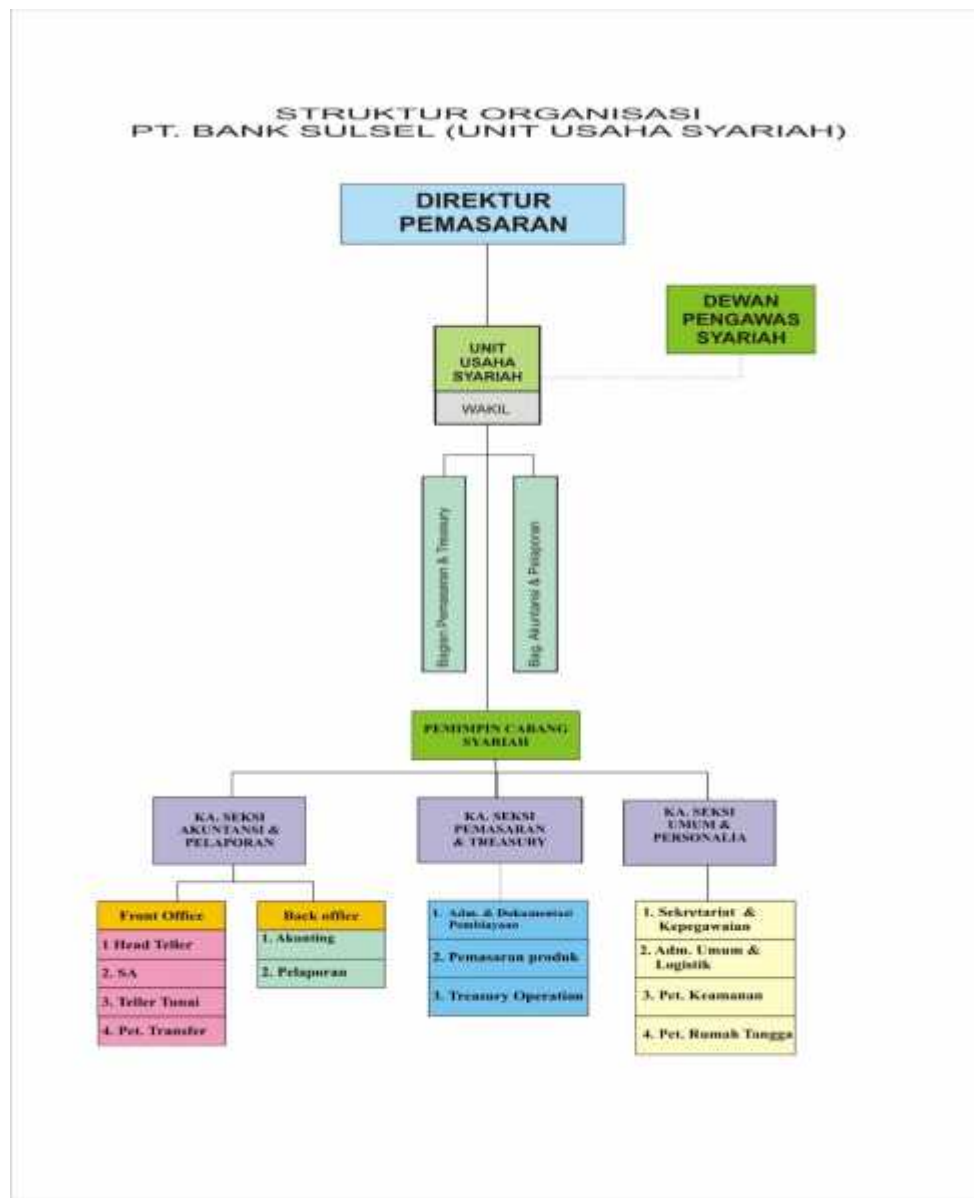 STRUKTUR ORGANISASI
PT. BANK SULSEL (UNIT USAHA SYARIAH)
DIREKTUR
PEMASARAN
DEWAN
PENGAWAS
SYARIAH
UNIT
USAHA
SYARIAH
WAKIL
Bagian Pemasaran & Treasury
Bag. Akuntansi & Pelaporan
PEMIMPIN CABANG
SYARIAH
KA. SEKSI
AKUNTANSI &
PELAPORAN
KA. SEKSI
PEMASARAN
& TREASURY
KA. SEKSI
UMUM &
PERSONALIA
Front Office
1 Head Teller
2. SA
3. Teller Tunai
4. Pet. Transfer
Back office
1. Akunting
2. Pelaporan
1. Adm. & Dokumentasi
Pembiayaan
2. Pemasaran produk
3. Treasury Operation
1. Sekretariat &
Kepegawaian
2. Adm. Umum &
Logistik
3. Pet. Keamanan
4. Pet. Rumah Tangga